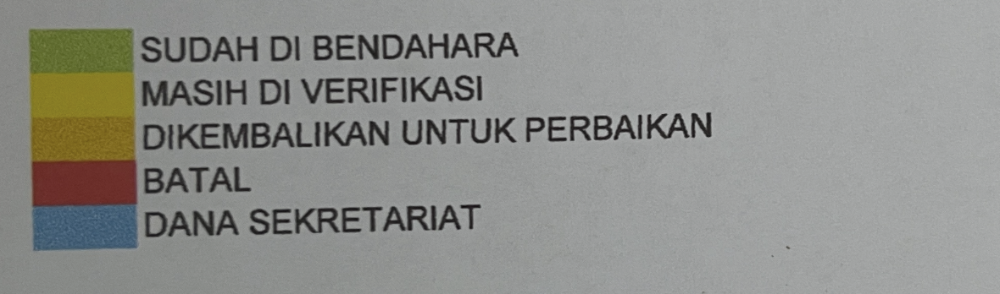 SUDAH DI BENDAHARA
MASIH DI VERIFIKASI
DIKEMBALIKAN UNTUK PERBAIKAN
BATAL
DANA SEKRETARIAT